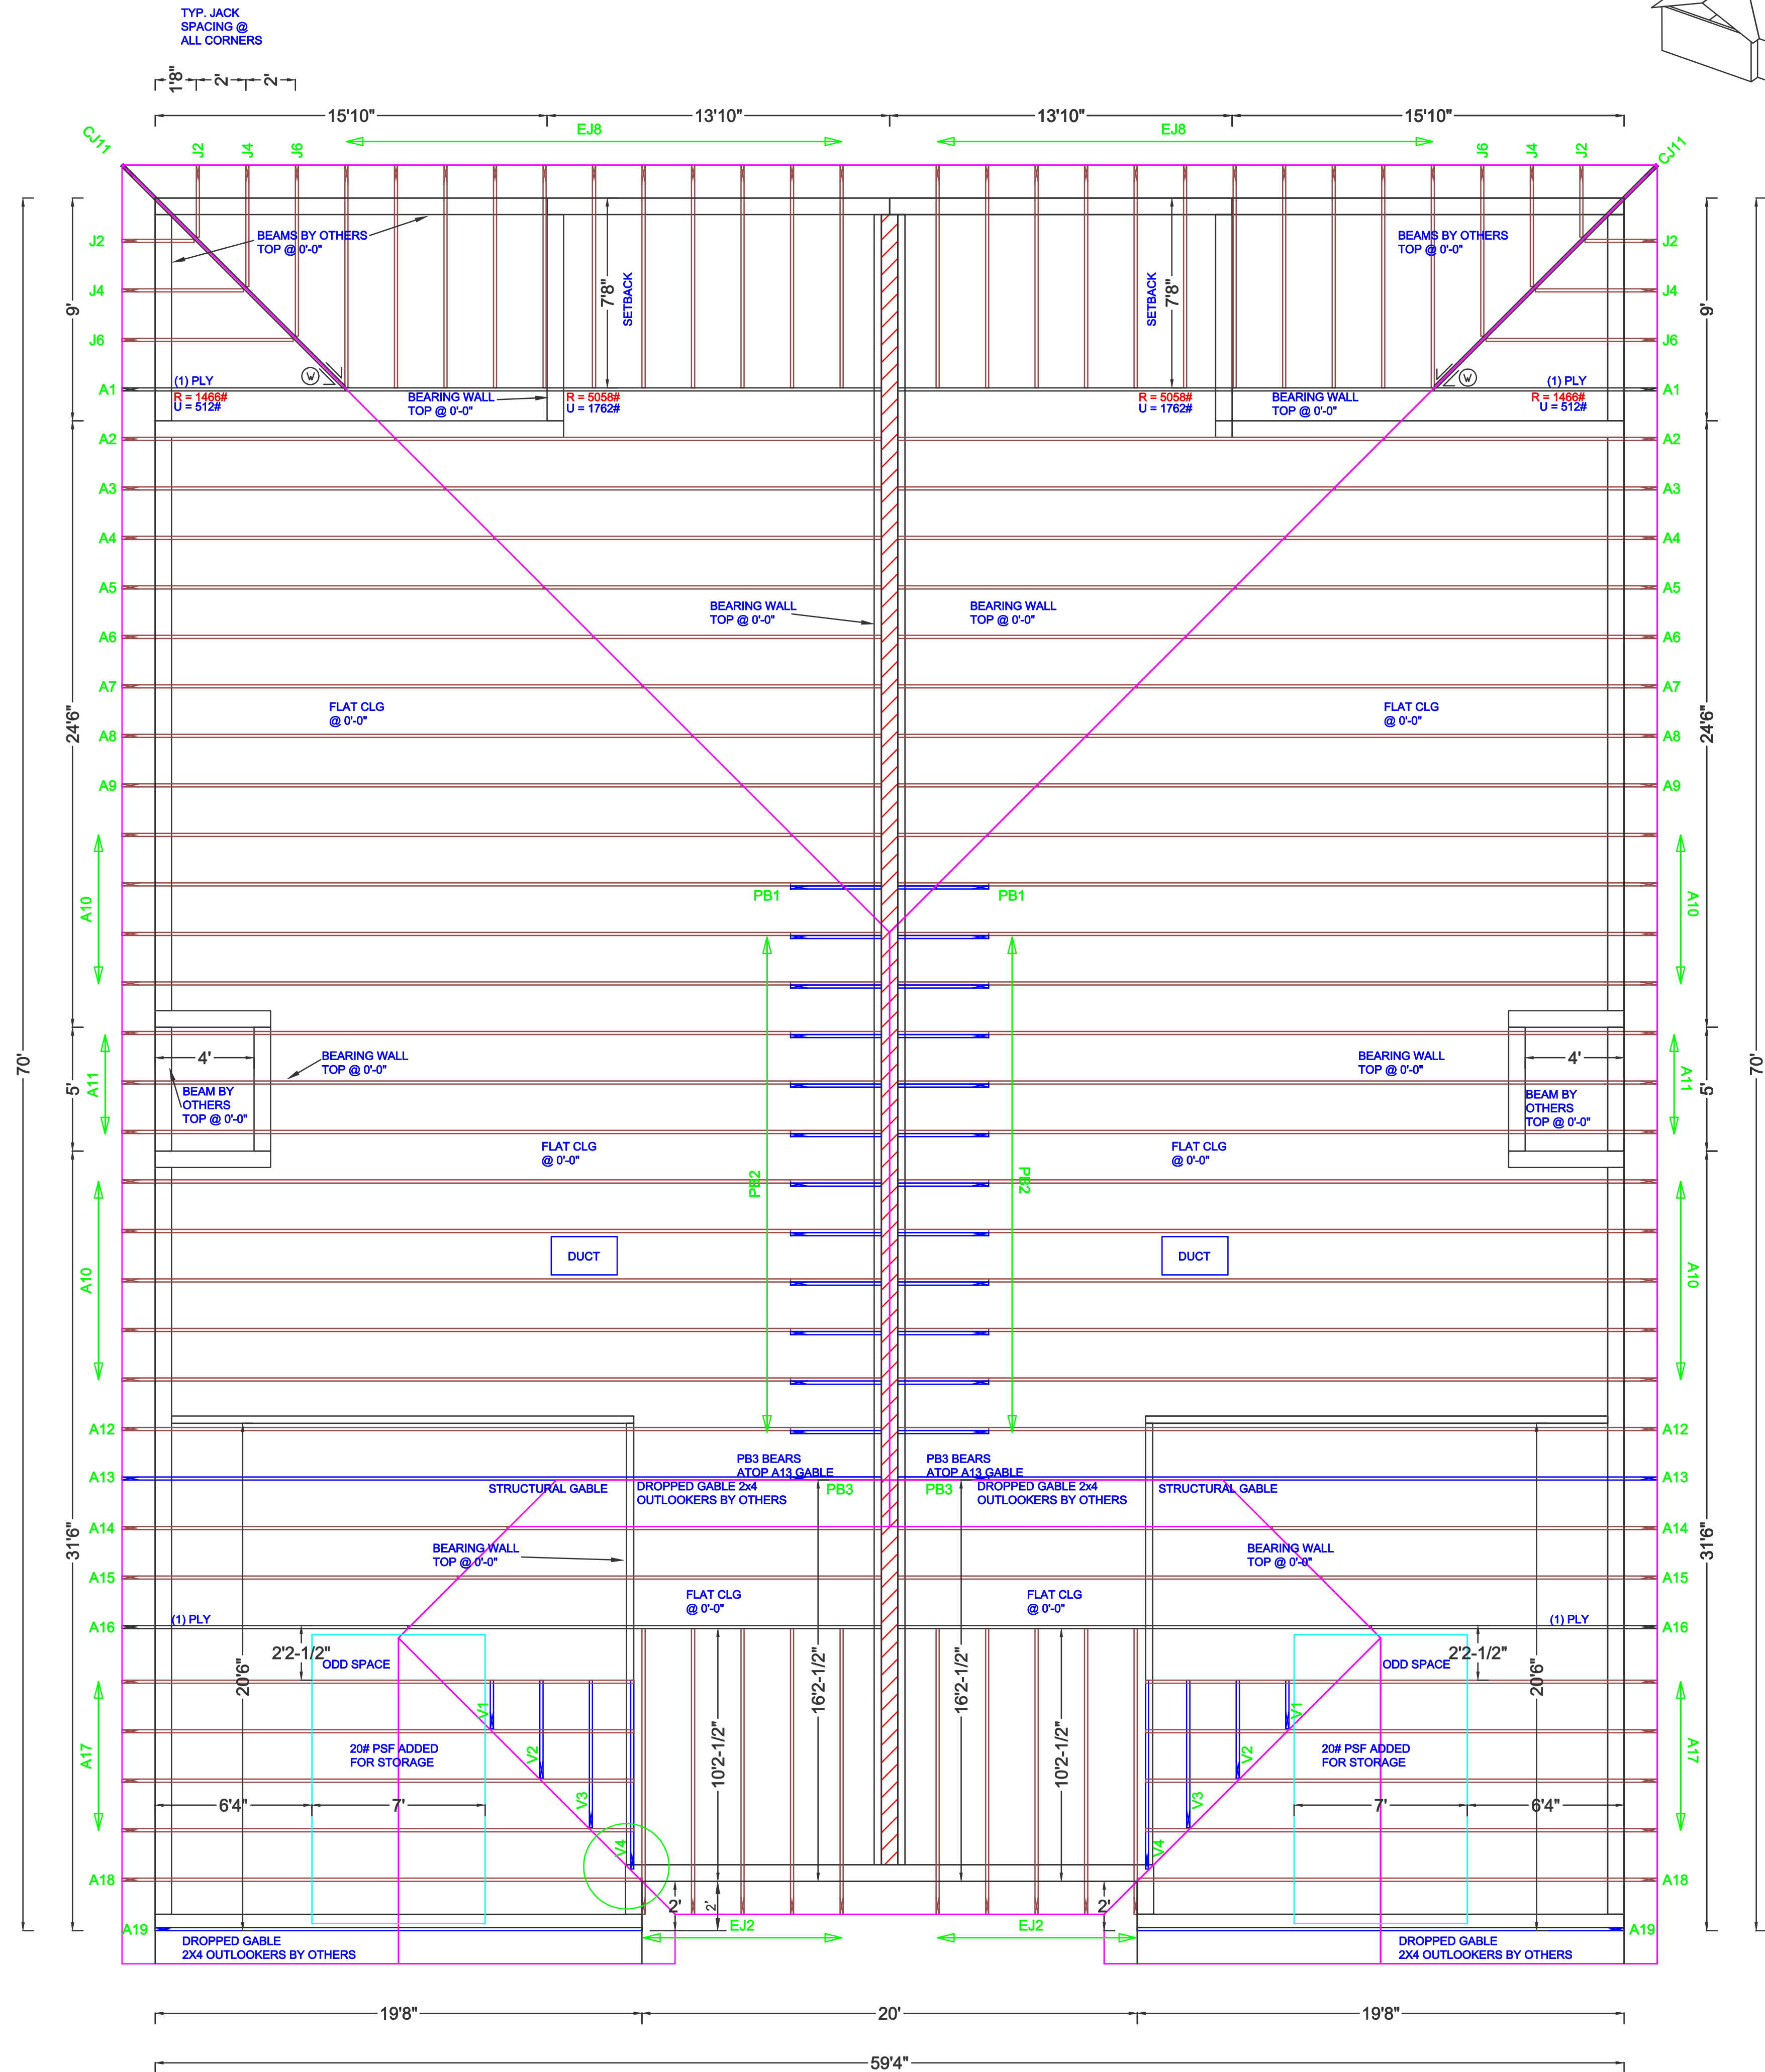 TYP. JACK
SPACING @
ALL CORNERS
1'8" 2' 2'
15'10" 13'10" 13'10" 15'10"
EJ8 EJ8
CJ11 J2 J4 J6 J6 J4 J2 CJ11
BEAMS BY OTHERS
TOP @ 0'-0"
BEAMS BY OTHERS
TOP @ 0'-0"
J2 J2
J4 J4
J6 J6
9' 7'8" SETBACK SETBACK 7'8" 9'
W W
A1 (1) PLY (1) PLY A1
R = 1466#
U = 512#
BEARING WALL
TOP @ 0'-0"
R = 5058#
U = 1762#
R = 5058#
U = 1762#
BEARING WALL
TOP @ 0'-0"
R = 1466#
U = 512#
A2 A2
A3 A3
A4 A4
A5 A5
BEARING WALL
TOP @ 0'-0"
BEARING WALL
TOP @ 0'-0"
A6 A6
A7 A7
FLAT CLG
@ 0'-0"
FLAT CLG
@ 0'-0"
24'6" 24'6"
A8 A8
A9 A9
A10 PB1 PB1 A10
70' 70'
4' 4'
BEARING WALL
TOP @ 0'-0"
BEARING WALL
TOP @ 0'-0"
5' A11 A11 5'
BEAM BY
OTHERS
TOP @ 0'-0"
BEAM BY
OTHERS
TOP @ 0'-0"
FLAT CLG
@ 0'-0"
FLAT CLG
@ 0'-0"
PB2 PB2
DUCT DUCT
A10 A10
A12 A12
PB3 BEARS
ATOP A13 GABLE
PB3 BEARS
ATOP A13 GABLE
A13 A13
STRUCTURAL GABLE
DROPPED GABLE 2x4
OUTLOOKERS BY OTHERS
PB3 PB3
DROPPED GABLE 2x4
OUTLOOKERS BY OTHERS
STRUCTURAL GABLE
A14 A14
31'6" 31'6"
BEARING WALL
TOP @ 0'-0"
BEARING WALL
TOP @ 0'-0"
A15 A15
FLAT CLG
@ 0'-0"
FLAT CLG
@ 0'-0"
A16 (1) PLY (1) PLY A16
2'2-1/2" 2'2-1/2"
ODD SPACE ODD SPACE
20'6" 16'2-1/2" 16'2-1/2" 20'6"
V1 V1
A17 A17
20# PSF ADDED
FOR STORAGE
20# PSF ADDED
FOR STORAGE
V2 10'2-1/2" 10'2-1/2" V2
6'4" 7' V3 V3 7' 6'4"
V4 V4
A18 A18
2' 2' 2'
A19 EJ2 EJ2 A19
DROPPED GABLE
2X4 OUTLOOKERS BY OTHERS
DROPPED GABLE
2X4 OUTLOOKERS BY OTHERS
19'8" 20' 19'8"
59'4"